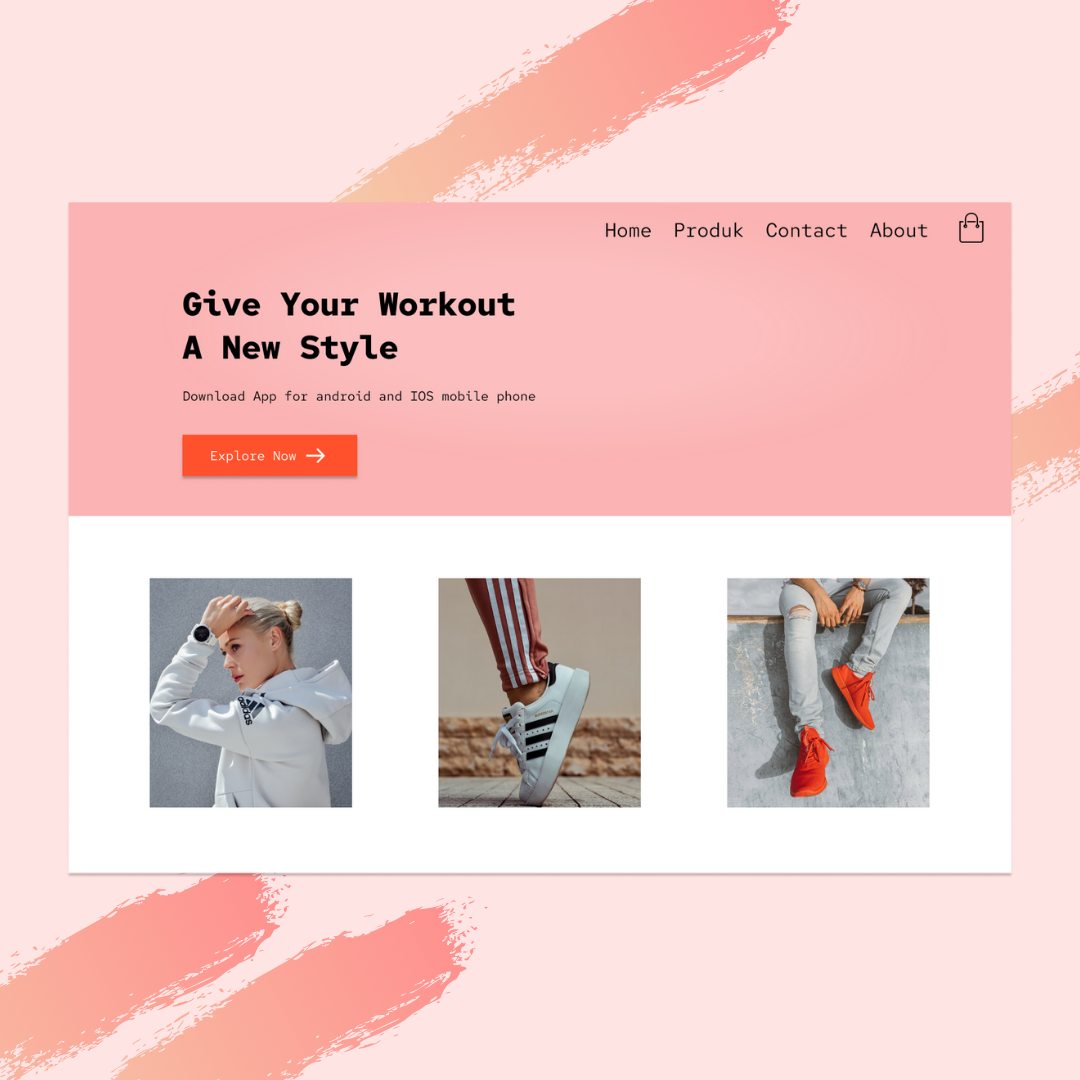 Home Produk Contact About
Give Your Workout
A New Style
Download App for android and IOS mobile phone
Explore Now
adidas